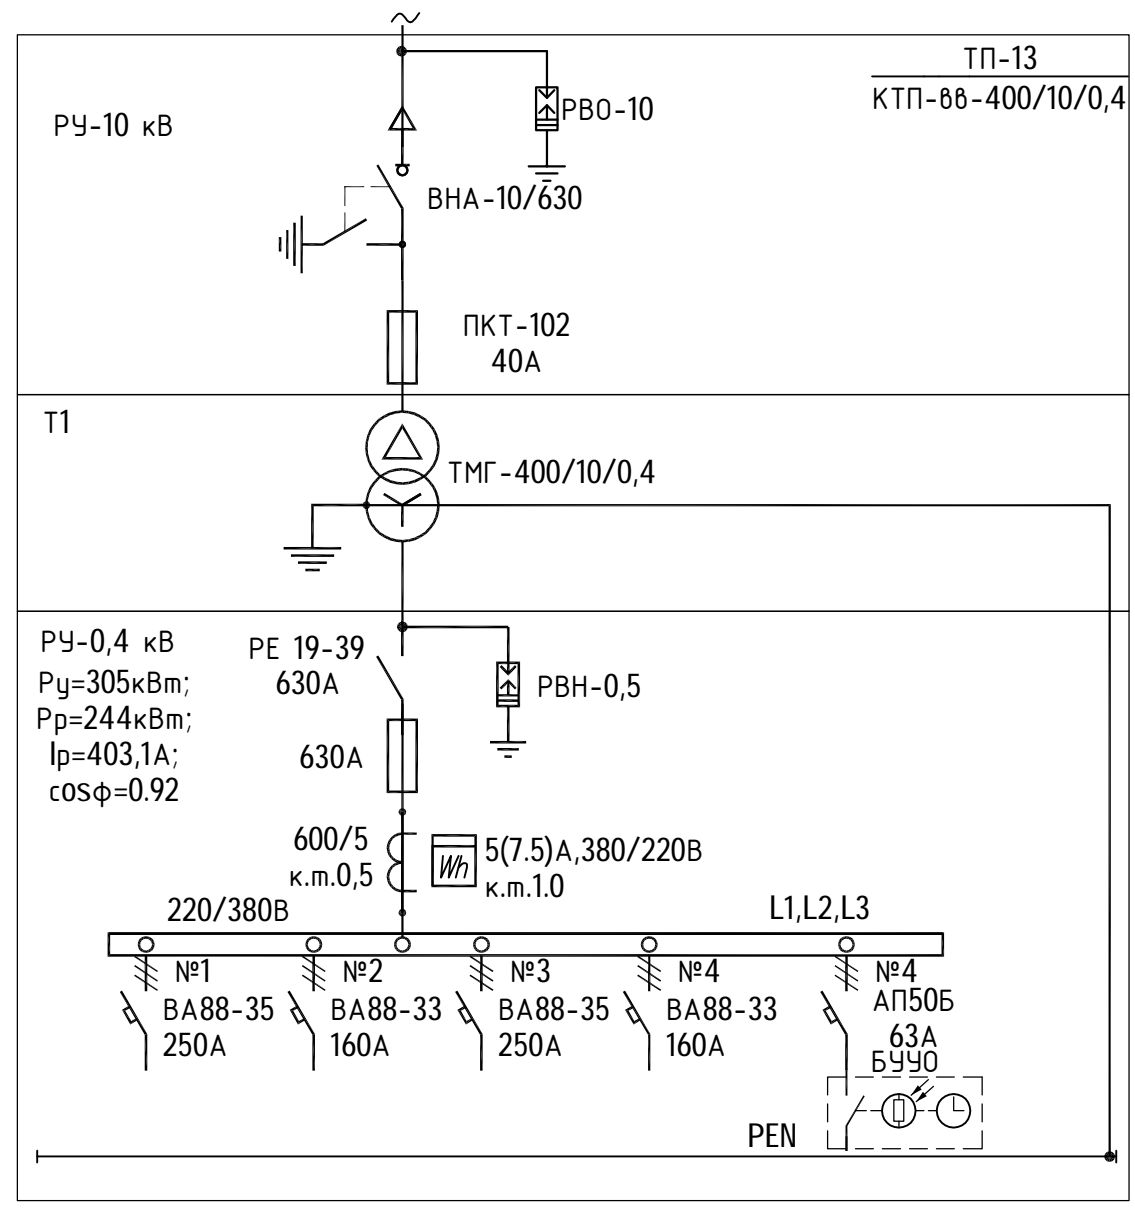 ТП-13
КТП-вв-400/10/0,4
РУ-10 кВ
РВО-10
ВНА-10/630
ПКТ-102
40А
Т1
ТМГ-400/10/0,4
РУ-0,4 кВ
Ру=305кВт;
Рр=244кВт;
Iр=403,1А;
cosφ=0.92
РЕ 19-39
630А
РВН-0,5
630А
600/5
к.т.0,5
Wh
5(7.5)А,380/220В
к.т.1.0
220/380В
L1,L2,L3
№1
ВА88-35
250А
№2
ВА88-33
160А
№3
ВА88-35
250А
№4
ВА88-33
160А
№4
АП50Б
63А
БУУО
PEN